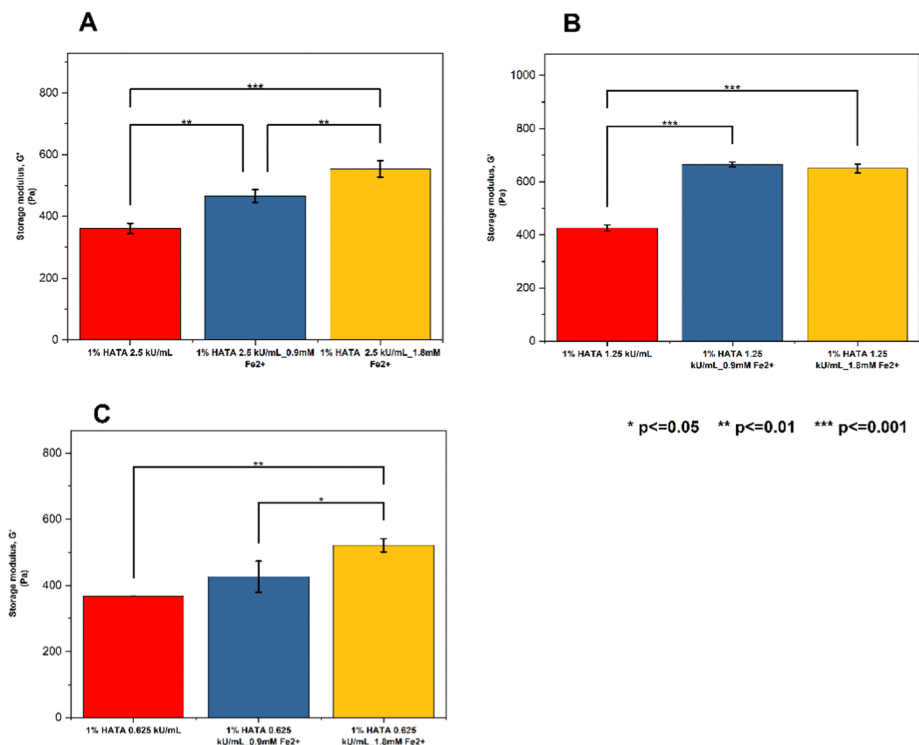 A
Storage modulus, G'
(Pa)
800
600
400
200
0
***
**
**
1% HATA 2.5 kU/mL
1% HATA 2.5 kU/mL_0.9mM
Fe2+
1% HATA 2.5 kU/mL_1.8mM
Fe2+
B
Storage modulus, G'
(Pa)
1000
800
600
400
200
0
***
***
1% HATA 1.25 kU/mL
1% HATA 1.25
kU/mL_0.9mM Fe2+
1% HATA 1.25
kU/mL_1.8mM Fe2+
* p<=0.05 ** p<=0.01 *** p<=0.001
C
Storage modulus, G'
(Pa)
800
600
400
200
0
**
*
1% HATA 0.625 kU/mL
1% HATA 0.625
kU/mL_0.9mM Fe2+
1% HATA 0.625
kU/mL_1.8mM Fe2+